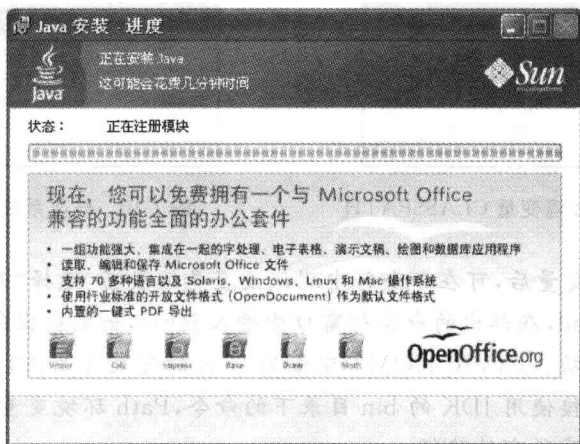 Java 安装 - 进度
正在安装 Java
这可能会花费几分钟时间
Java
Sun
microsystems
状态： 正在注册模块
现在，您可以免费拥有一个与 Microsoft Office
兼容的功能全面的办公套件
• 一组功能强大、集成在一起的字处理、电子表格、演示文稿、绘图和数据库应用程序
• 读取、编辑和保存 Microsoft Office 文件
• 支持 70 多种语言以及 Solaris、Windows、Linux 和 Mac 操作系统
• 使用行业标准的开放文件格式 (OpenDocument) 作为默认文件格式
• 内置的一键式 PDF 导出
Writer Calc Impress Base Draw Math
OpenOffice.org